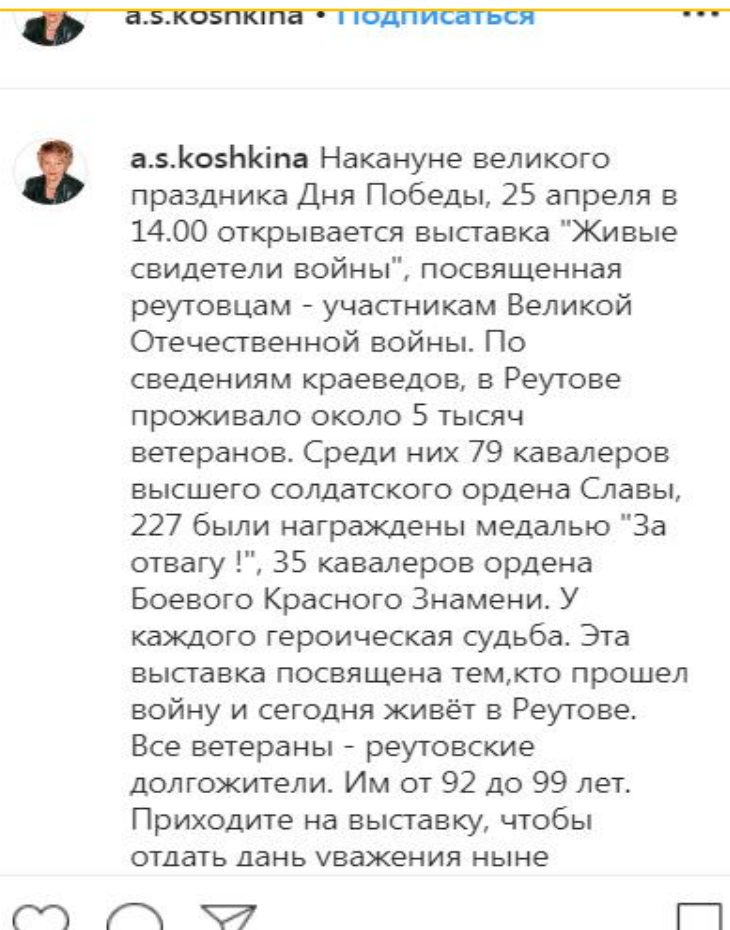 a.s.koshkina • Подписаться
a.s.koshkina Накануне великого
праздника Дня Победы, 25 апреля в
14.00 открывается выставка "Живые
свидетели войны", посвященная
реутовцам - участникам Великой
Отечественной войны. По
сведениям краеведов, в Реутове
проживало около 5 тысяч
ветеранов. Среди них 79 кавалеров
высшего солдатского ордена Славы,
227 были награждены медалью "За
отвагу !", 35 кавалеров ордена
Боевого Красного Знамени. У
каждого героическая судьба. Эта
выставка посвящена тем,кто прошел
войну и сегодня живёт в Реутове.
Все ветераны - реутовские
долгожители. Им от 92 до 99 лет.
Приходите на выставку, чтобы
отдать дань уважения ныне